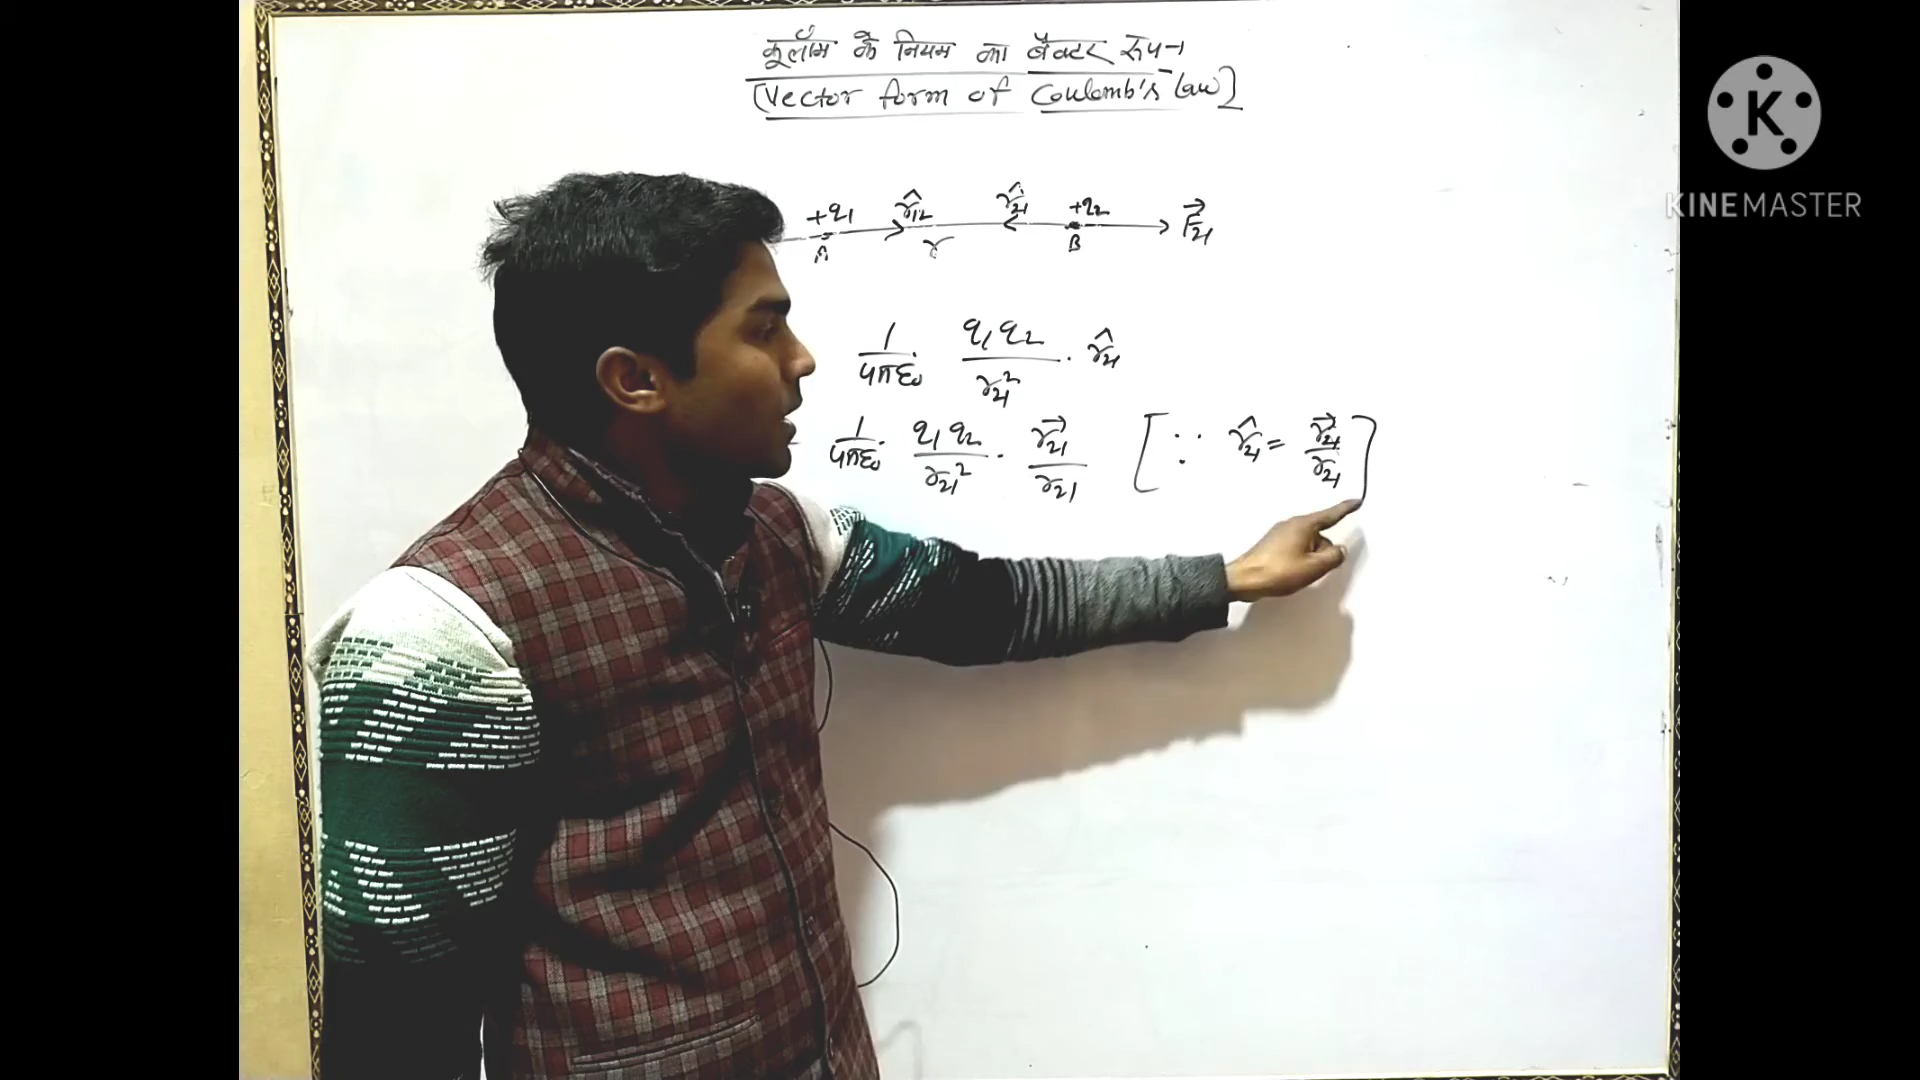 कूलॉम के नियम का बैक्टर रूप→
[Vector form of Coulomb's Law]
K
KINEMASTER
+q₁ r̂₁₂ r̂₂₁ +q₂ F⃗₂₁
A r B
1/4πε₀ · q₁q₂/r₂₁² · r̂₂₁
1/4πε₀ · q₁q₂/r₂₁² · r⃗₂₁/r₂₁ [∵ r̂₂₁ = r⃗₂₁/r₂₁]